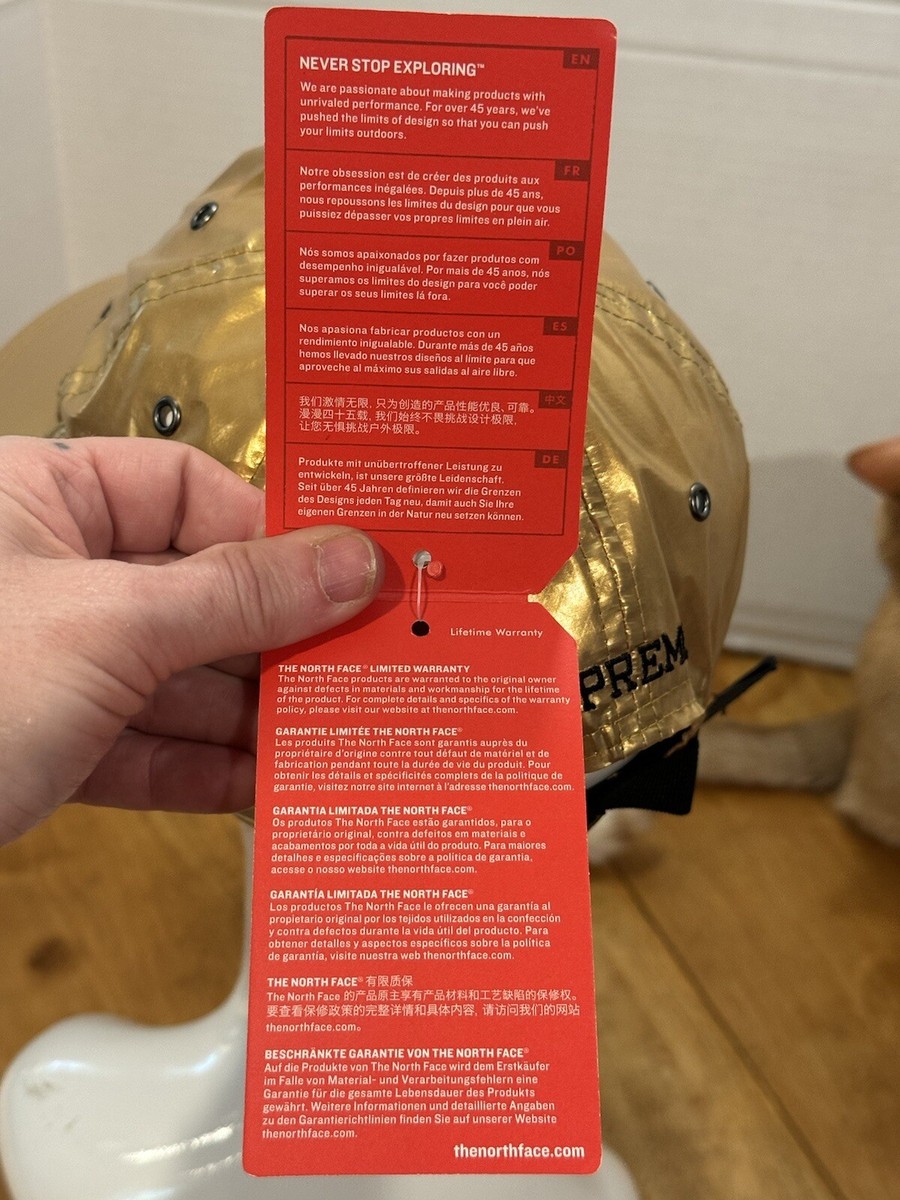 EN
NEVER STOP EXPLORING™
We are passionate about making products with
unrivaled performance. For over 45 years, we've
pushed the limits of design so that you can push
your limits outdoors.
FR
Notre obsession est de créer des produits aux
performances inégalées. Depuis plus de 45 ans,
nous repoussons les limites du design pour que vous
puissiez dépasser vos propres limites en plein air.
PO
Nós somos apaixonados por fazer produtos com
desempenho inigualável. Por mais de 45 anos, nós
superamos os limites do design para você poder
superar os seus limites lá fora.
ES
Nos apasiona fabricar productos con un
rendimiento inigualable. Durante más de 45 años
hemos llevado nuestros diseños al límite para que
aproveche al máximo sus salidas al aire libre.
中文
我们激情无限, 只为创造的产品性能优良、可靠。
漫漫四十五载, 我们始终不畏挑战设计极限,
让您无惧挑战户外极限。
DE
Produkte mit unübertroffener Leistung zu
entwickeln, ist unsere größte Leidenschaft.
Seit über 45 Jahren definieren wir die Grenzen
des Designs jeden Tag neu, damit auch Sie Ihre
eigenen Grenzen in der Natur neu setzen können.
Lifetime Warranty
THE NORTH FACE® LIMITED WARRANTY
The North Face products are warranted to the original owner
against defects in materials and workmanship for the lifetime
of the product. For complete details and specifics of the warranty
policy, please visit our website at thenorthface.com.
GARANTIE LIMITÉE THE NORTH FACE®
Les produits The North Face sont garantis auprès du
propriétaire d'origine contre tout défaut de matériel et de
fabrication pendant toute la durée de vie du produit. Pour
obtenir les détails et spécificités complets de la politique de
garantie, visitez notre site internet à l'adresse thenorthface.com.
GARANTIA LIMITADA THE NORTH FACE®
Os produtos The North Face estão garantidos, para o
proprietário original, contra defeitos em materiais e
acabamentos por toda a vida útil do produto. Para maiores
detalhes e especificações sobre a política de garantia,
acesse o nosso website thenorthface.com.
GARANTÍA LIMITADA THE NORTH FACE®
Los productos The North Face le ofrecen una garantía al
propietario original por los tejidos utilizados en la confección
y contra defectos durante la vida útil del producto. Para
obtener detalles y aspectos específicos sobre la política
de garantía, visite nuestra web thenorthface.com.
THE NORTH FACE® 有限质保
The North Face 的产品原主享有产品材料和工艺缺陷的保修权。
要查看保修政策的完整详情和具体内容, 请访问我们的网站
thenorthface.com。
BESCHRÄNKTE GARANTIE VON THE NORTH FACE®
Auf die Produkte von The North Face wird dem Erstkäufer
im Falle von Material- und Verarbeitungsfehlern eine
Garantie für die gesamte Lebensdauer des Produkts
gewährt. Weitere Informationen und detaillierte Angaben
zu den Garantierichtlinien finden Sie auf unserer Website
thenorthface.com.
thenorthface.com
PREM